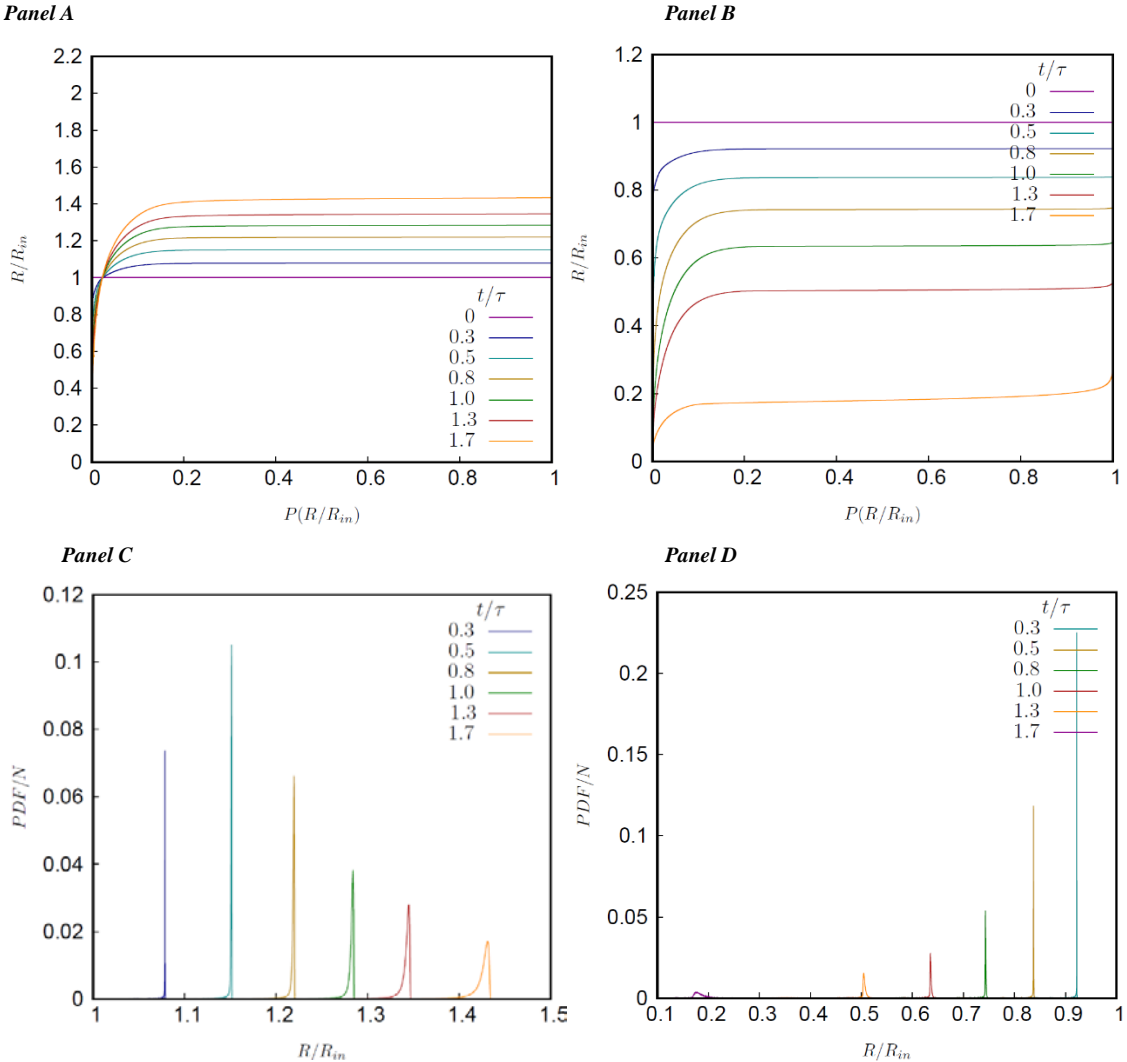 Panel A
2.2
2
1.8
1.6
1.4
1.2
1
0.8
0.6
0.4
0.2
0
R/R_in
0 0.2 0.4 0.6 0.8 1
P(R/R_in)
t/τ
0
0.3
0.5
0.8
1.0
1.3
1.7
Panel B
1.2
1
0.8
0.6
0.4
0.2
0
R/R_in
0 0.2 0.4 0.6 0.8 1
P(R/R_in)
t/τ
0
0.3
0.5
0.8
1.0
1.3
1.7
Panel C
0.12
0.1
0.08
0.06
0.04
0.02
0
PDF/N
1 1.1 1.2 1.3 1.4 1.5
R/R_in
t/τ
0.3
0.5
0.8
1.0
1.3
1.7
Panel D
0.25
0.2
0.15
0.1
0.05
0
PDF/N
0.1 0.2 0.3 0.4 0.5 0.6 0.7 0.8 0.9 1
R/R_in
t/τ
0.3
0.5
0.8
1.0
1.3
1.7